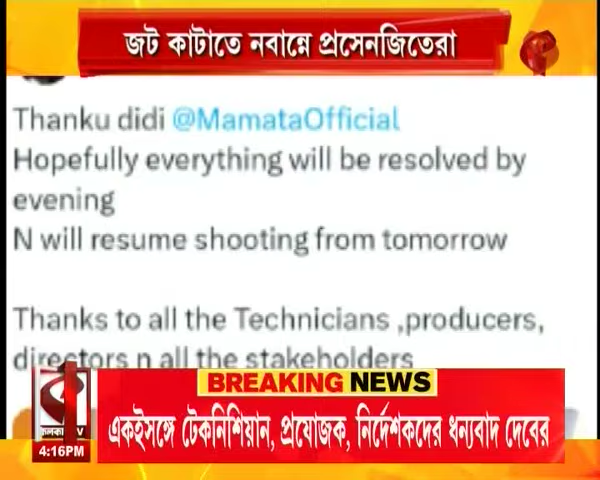 জট কাটাতে নবান্নে প্রসেনজিতেরা
Thanku didi @MamataOfficial
Hopefully everything will be resolved by
evening
N will resume shooting from tomorrow
Thanks to all the Technicians ,producers,
directors n all the stakeholders
BREAKING NEWS
একইসঙ্গে টেকনিশিয়ান, প্রযোজক, নির্দেশকদের ধন্যবাদ দেবের
4:16PM